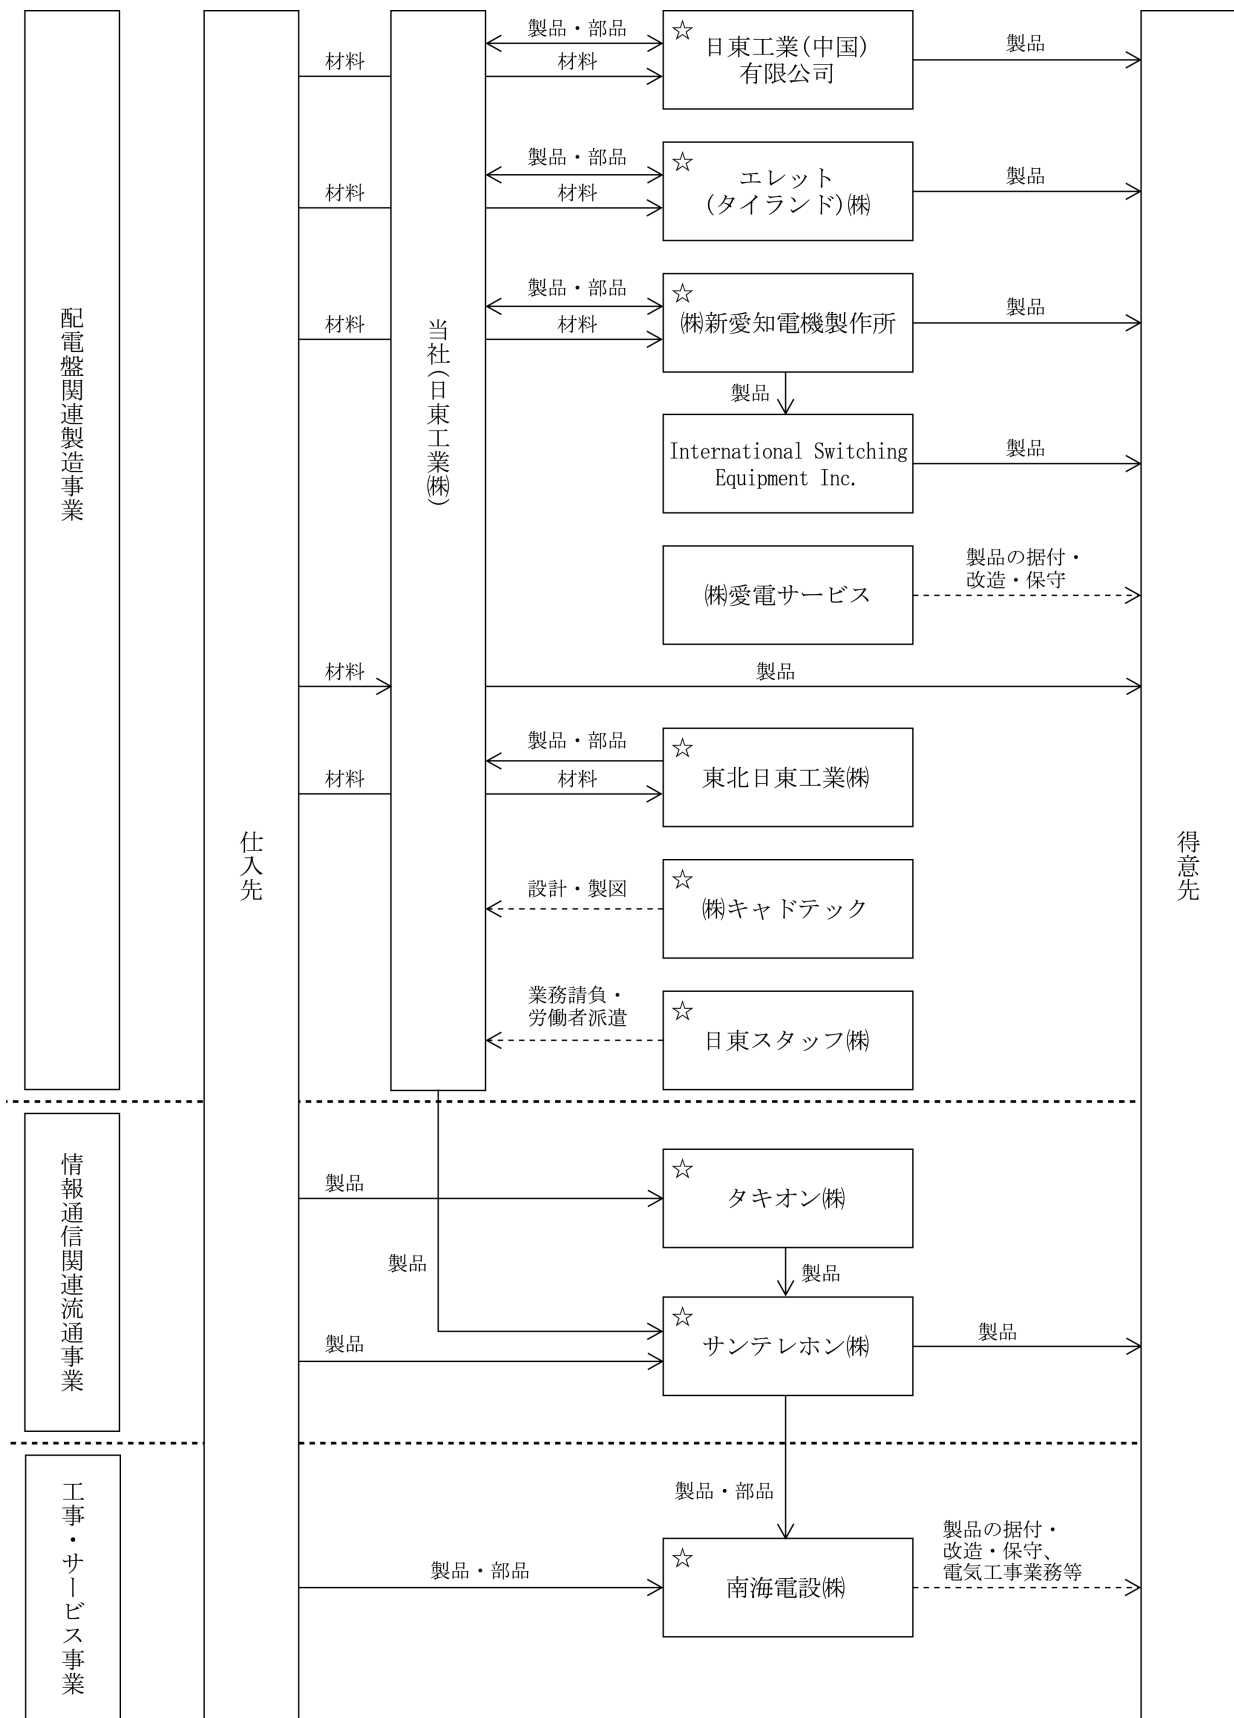 配電盤関連製造事業
仕入先
当社(日東工業㈱)
得意先
製品・部品
材料
材料
☆
日東工業(中国)
有限公司
製品
製品・部品
材料
材料
☆
エレット
(タイランド)㈱
製品
製品・部品
材料
材料
☆
㈱新愛知電機製作所
製品
製品
International Switching
Equipment Inc.
製品
㈱愛電サービス
製品の据付・
改造・保守
材料
製品
製品・部品
材料
材料
☆
東北日東工業㈱
設計・製図
☆
㈱キャドテック
業務請負・
労働者派遣
☆
日東スタッフ㈱
情報通信関連流通事業
製品
☆
タキオン㈱
製品
製品
製品
☆
サンテレホン㈱
製品
工事・サービス事業
製品・部品
製品・部品
☆
南海電設㈱
製品の据付・
改造・保守、
電気工事業務等